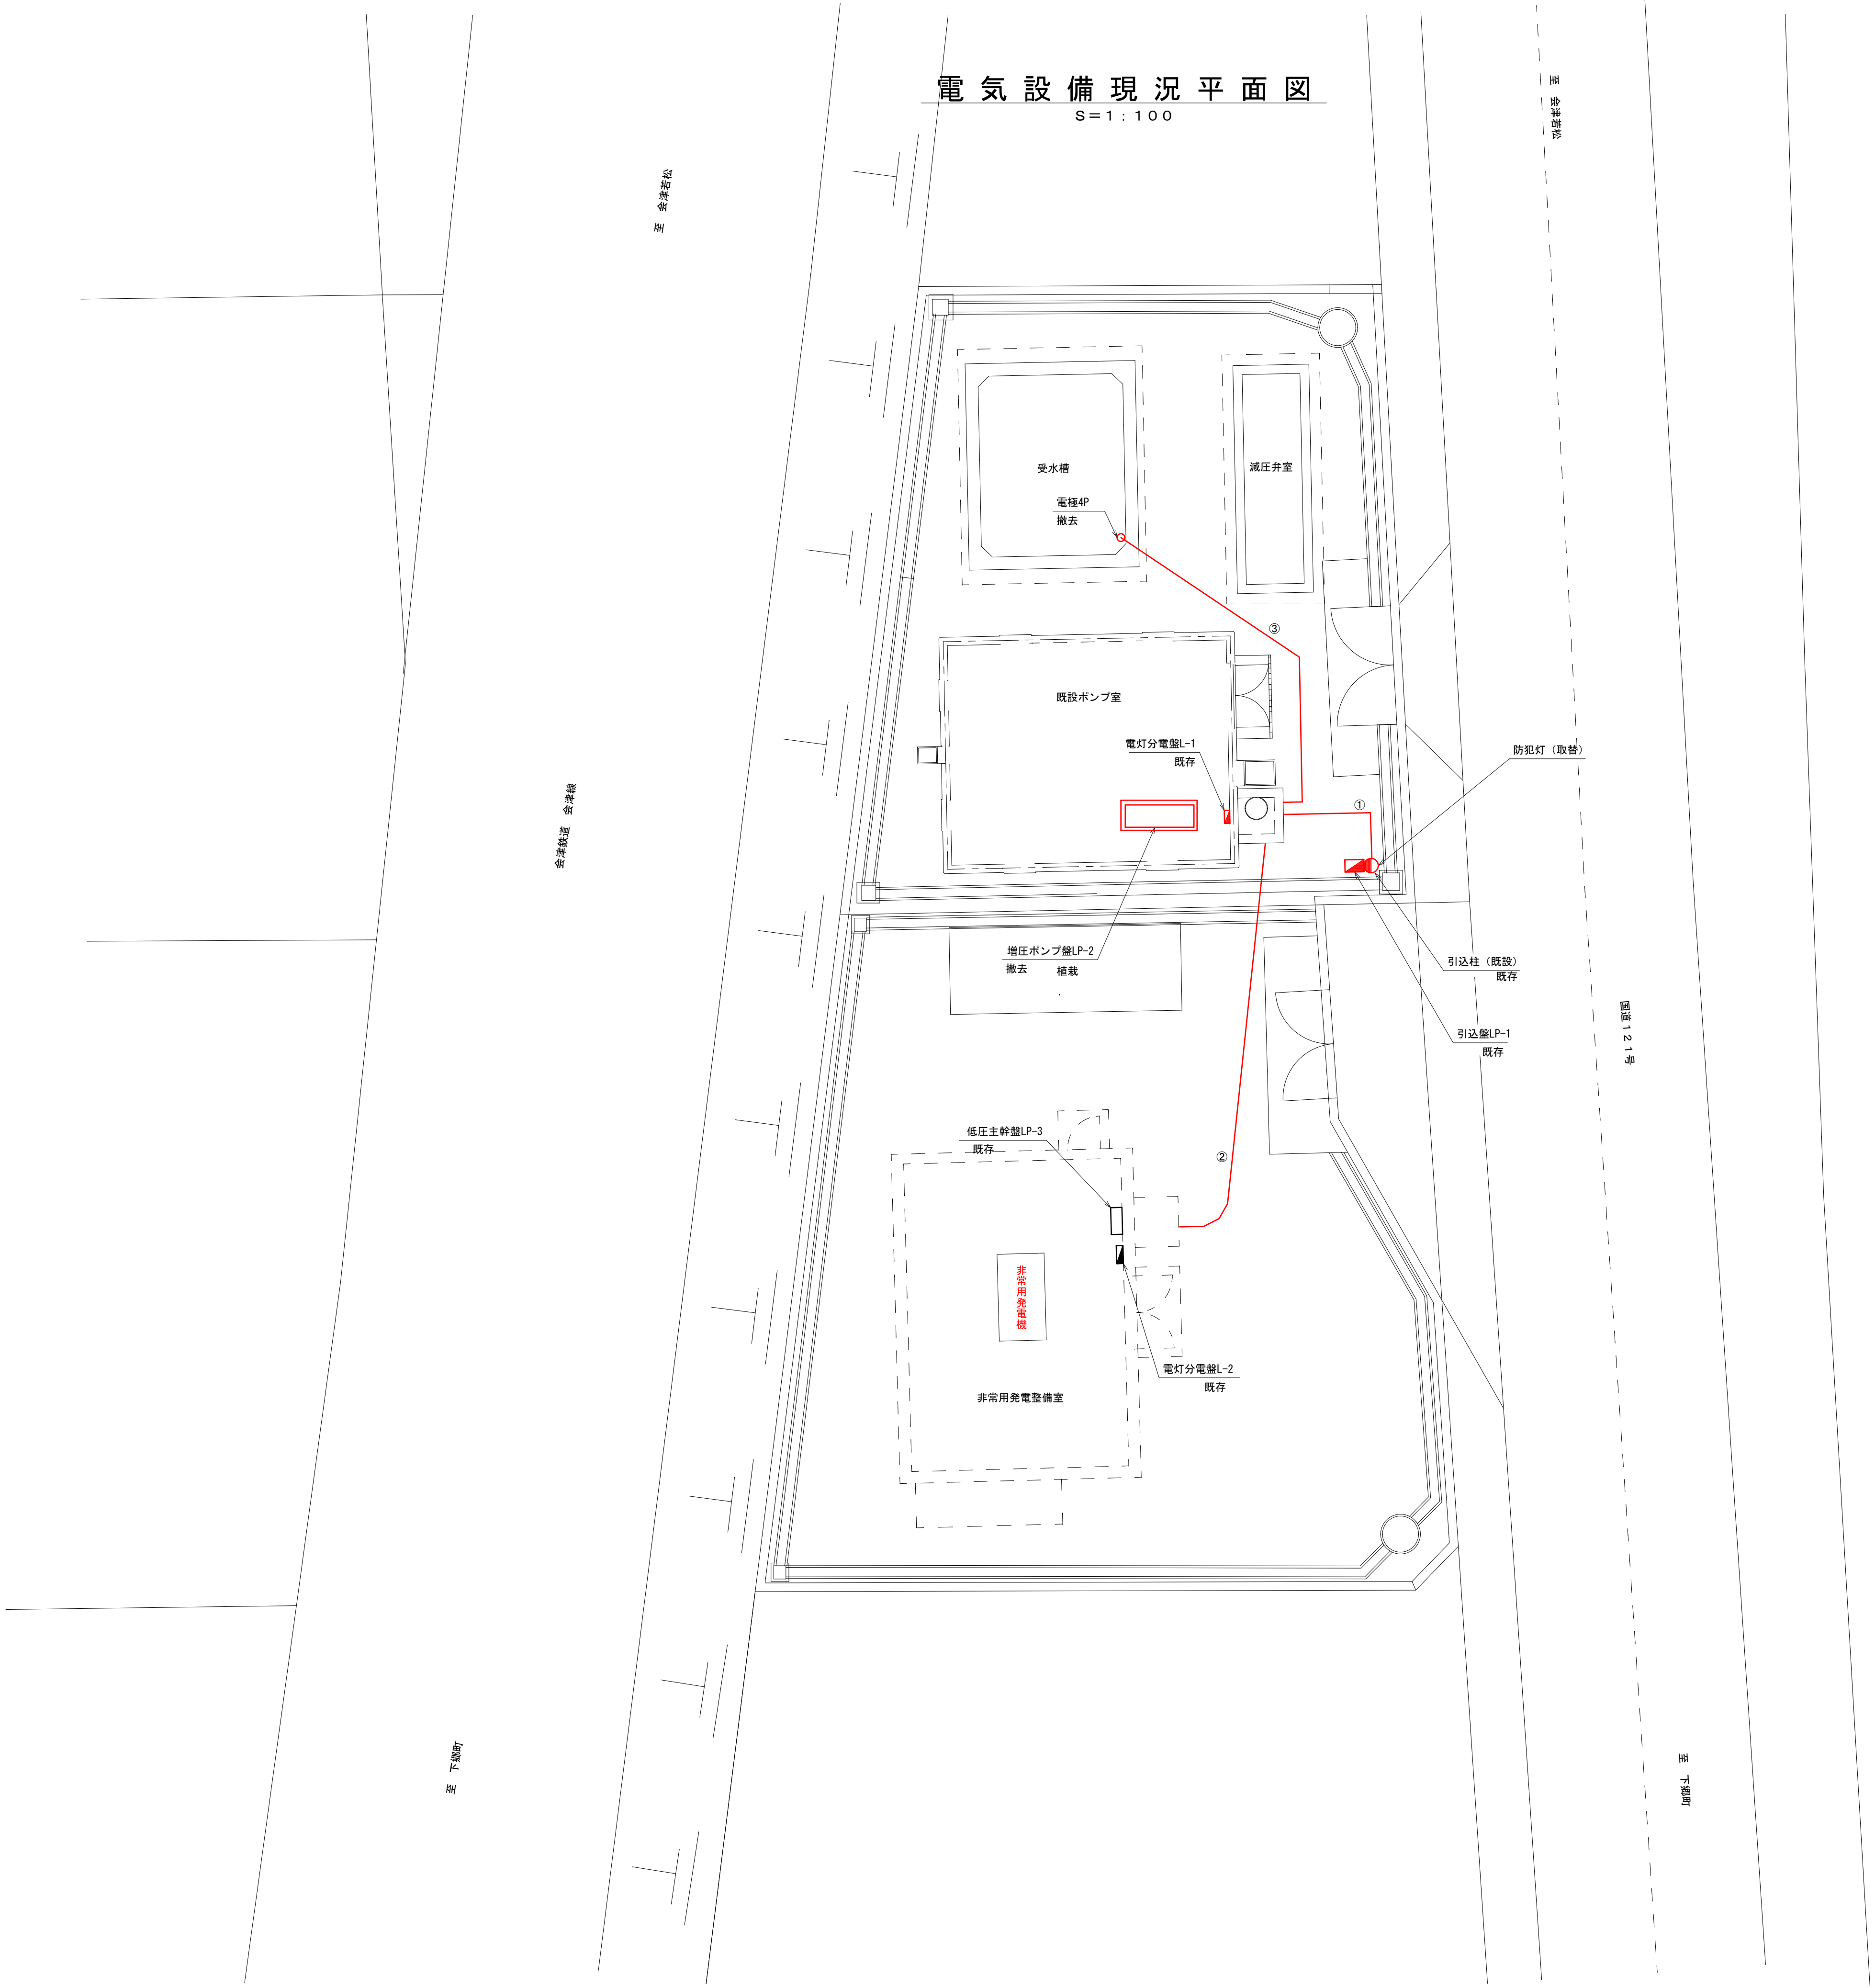 電気設備現況平面図
S=1：100
至　会津若松
至　会津若松
受水槽
減圧弁室
電極4P
撤去
③
既設ポンプ室
電灯分電盤L-1
既存
防犯灯（取替）
①
会津鉄道　会津線
増圧ポンプ盤LP-2
撤去
植栽
引込柱（既設）
既存
引込盤LP-1
既存
国道121号
低圧主幹盤LP-3
既存
②
非常用発電機
電灯分電盤L-2
既存
非常用発電整備室
至　下郷町
至　下郷町